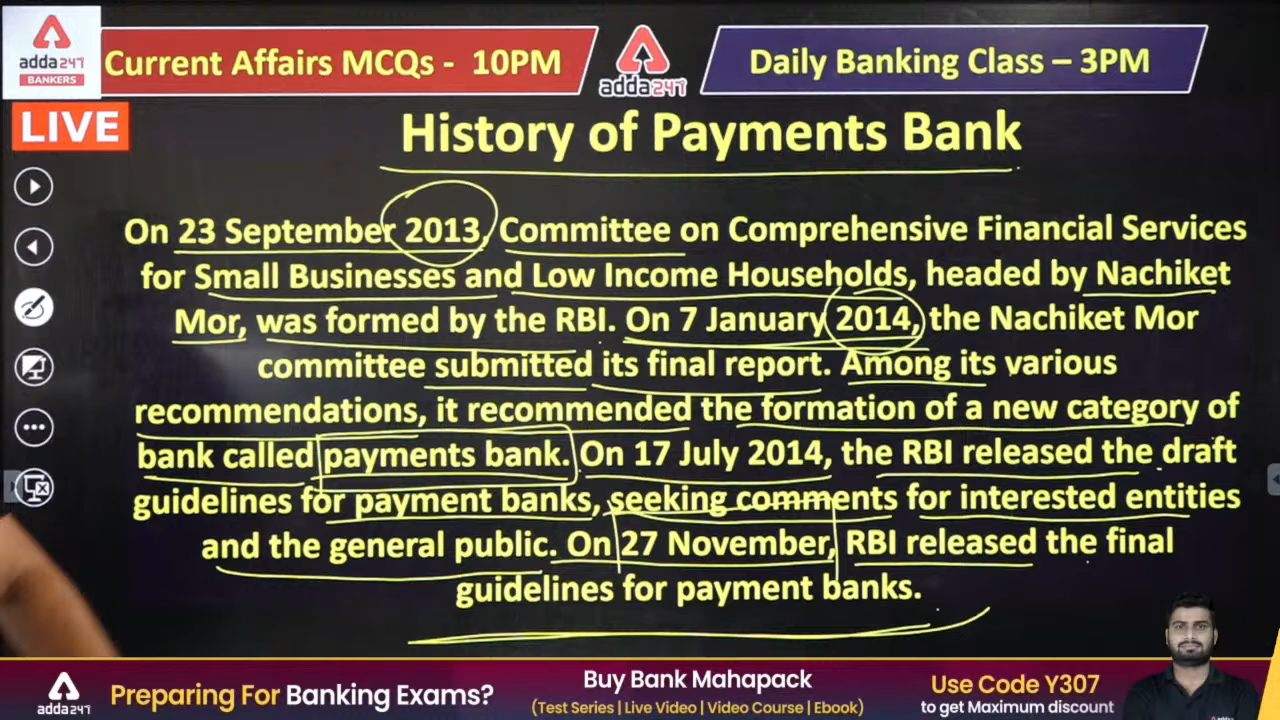 adda247
BANKERS
Current Affairs MCQs - 10PM
adda247
Daily Banking Class – 3PM
LIVE
History of Payments Bank
On 23 September 2013, Committee on Comprehensive Financial Services
for Small Businesses and Low Income Households, headed by Nachiket
Mor, was formed by the RBI. On 7 January 2014, the Nachiket Mor
committee submitted its final report. Among its various
recommendations, it recommended the formation of a new category of
bank called payments bank. On 17 July 2014, the RBI released the draft
guidelines for payment banks, seeking comments for interested entities
and the general public. On 27 November, RBI released the final
guidelines for payment banks.
adda247
Preparing For Banking Exams?
Buy Bank Mahapack
(Test Series | Live Video | Video Course | Ebook)
Use Code Y307
to get Maximum discount